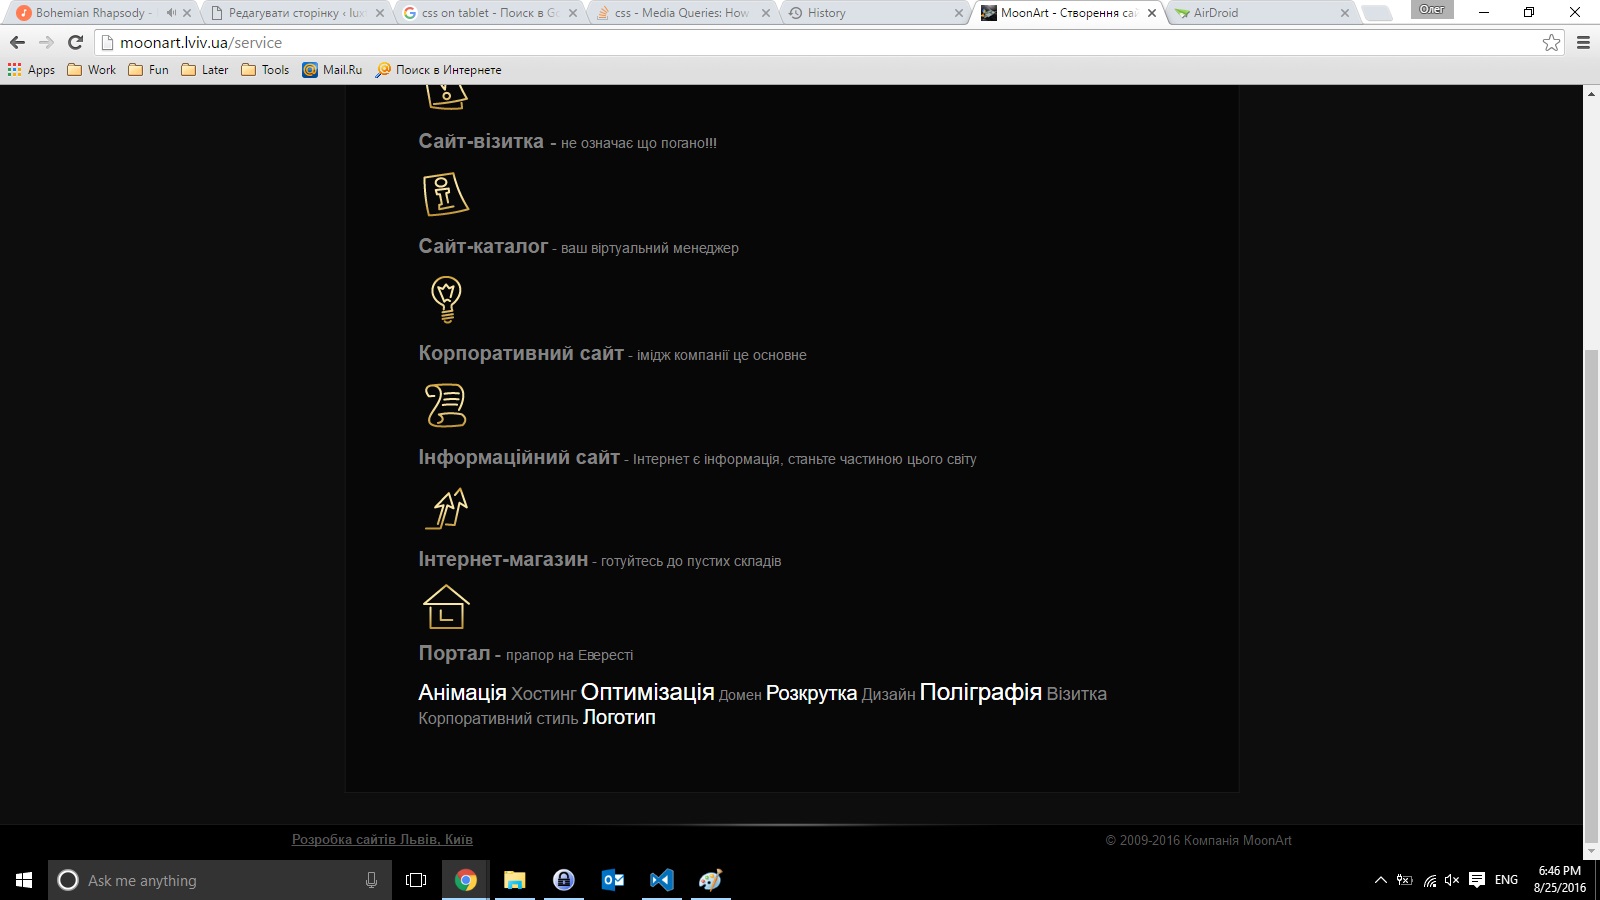 Bohemian Rhapsody -
Редагувати сторінку ‹ lux
css on tablet - Поиск в Go
css - Media Queries: How
History
MoonArt - Створення сай
AirDroid
Олег
moonart.lviv.ua/service
Apps
Work
Fun
Later
Tools
Mail.Ru
Поиск в Интернете
Сайт-візитка - не означає що погано!!!
Сайт-каталог - ваш віртуальний менеджер
Корпоративний сайт - імідж компанії це основне
Інформаційний сайт - Інтернет є інформація, станьте частиною цього світу
Інтернет-магазин - готуйтесь до пустих складів
Портал - прапор на Евересті
Анімація Хостинг Оптимізація Домен Розкрутка Дизайн Поліграфія Візитка
Корпоративний стиль Логотип
Розробка сайтів Львів, Київ
© 2009-2016 Компанія MoonArt
Ask me anything
ENG
6:46 PM
8/25/2016